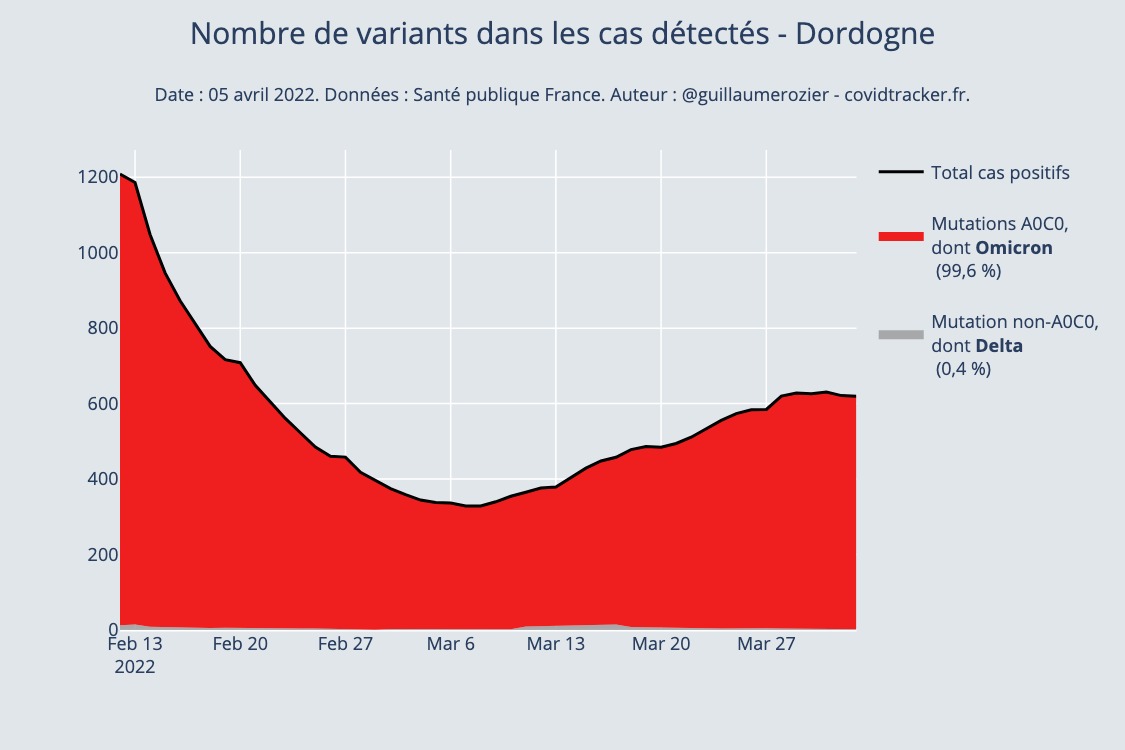 Nombre de variants dans les cas détectés - Dordogne
Date : 05 avril 2022. Données : Santé publique France. Auteur : @guillaumerozier - covidtracker.fr.
1200
1000
800
600
400
200
0
Feb 13
2022
Feb 20
Feb 27
Mar 6
Mar 13
Mar 20
Mar 27
Total cas positifs
Mutations A0C0,
dont Omicron
(99,6 %)
Mutation non-A0C0,
dont Delta
(0,4 %)